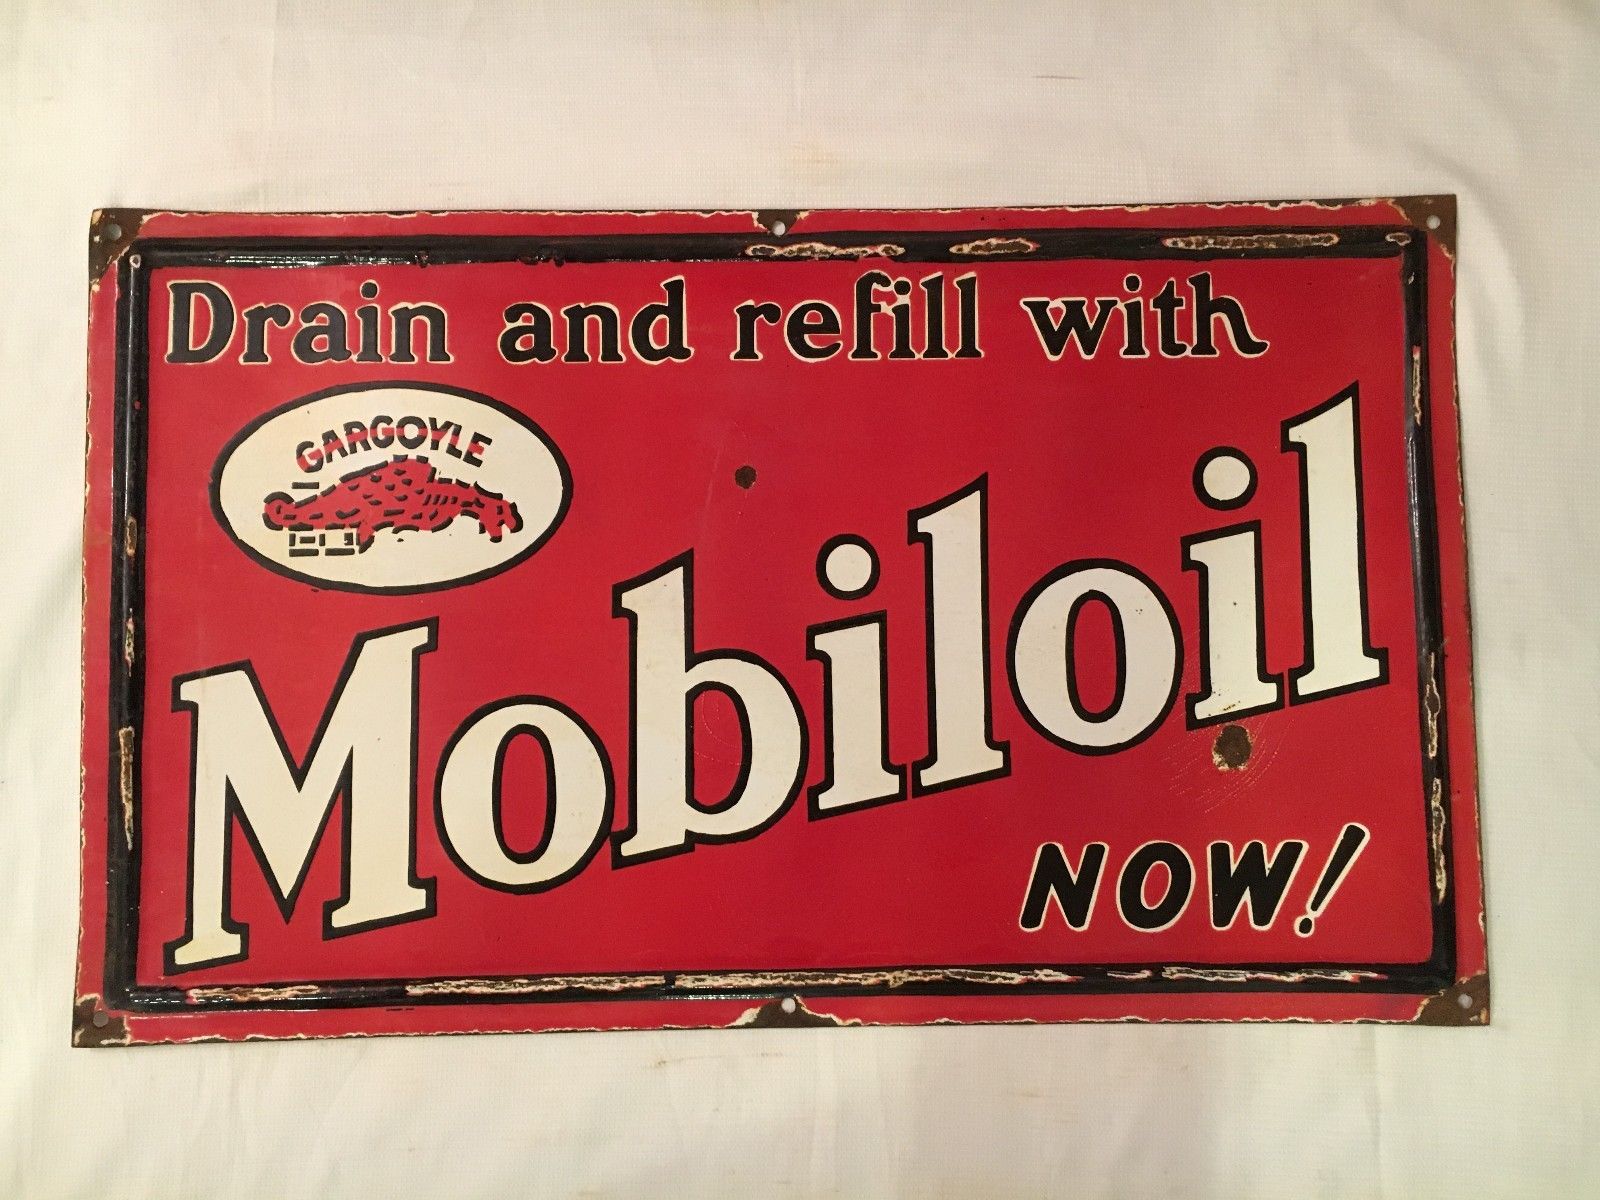 Drain and refill with
GARGOYLE
Mobiloil
NOW!